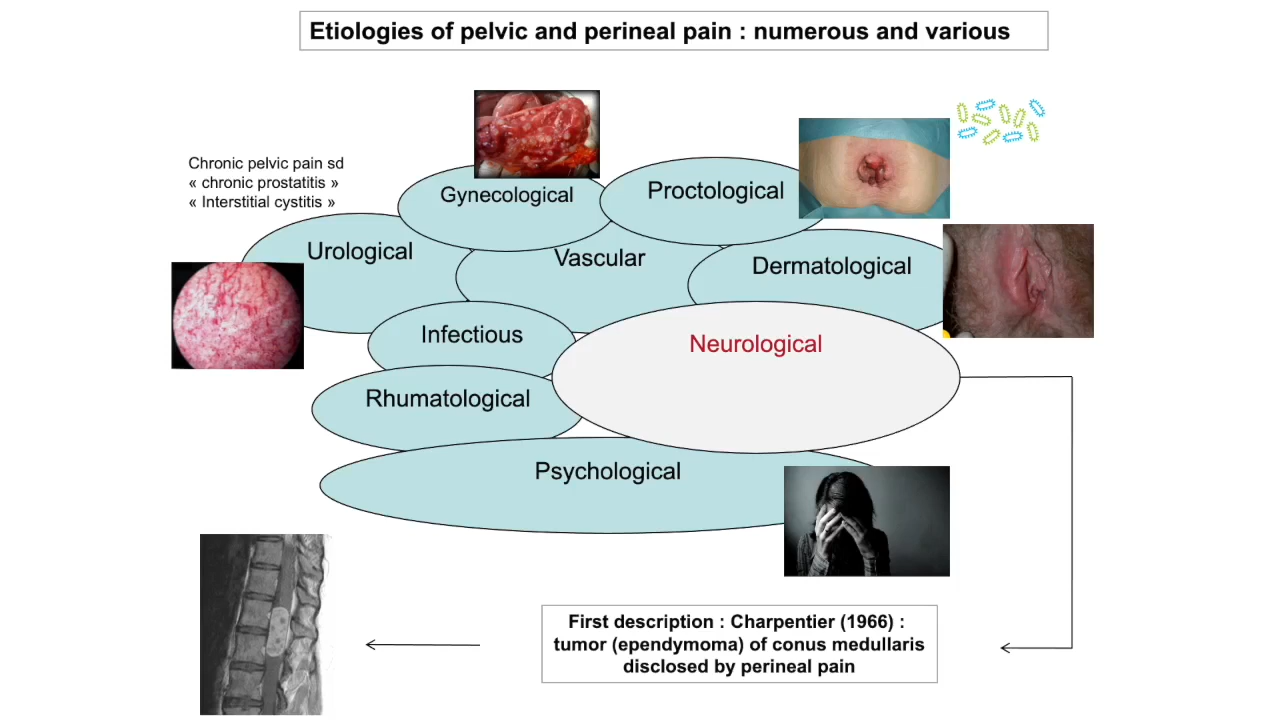 Etiologies of pelvic and perineal pain : numerous and various
Chronic pelvic pain sd
« chronic prostatitis »
« Interstitial cystitis »
Gynecological
Proctological
Urological
Vascular
Dermatological
Infectious
Neurological
Rhumatological
Psychological
First description : Charpentier (1966) :
tumor (ependymoma) of conus medullaris
disclosed by perineal pain